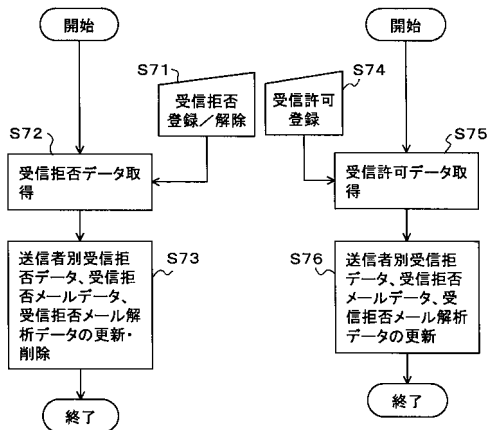 開始
S71
受信拒否
登録／解除
S72
受信拒否データ取
得
送信者別受信拒
否データ、受信拒
否メールデータ、
受信拒否メール解
析データの更新・
削除
S73
終了
開始
S74
受信許可
登録
S75
受信許可データ取
得
S76
送信者別受信拒
データ、受信拒否
メールデータ、受
信拒否メール解析
データの更新
終了